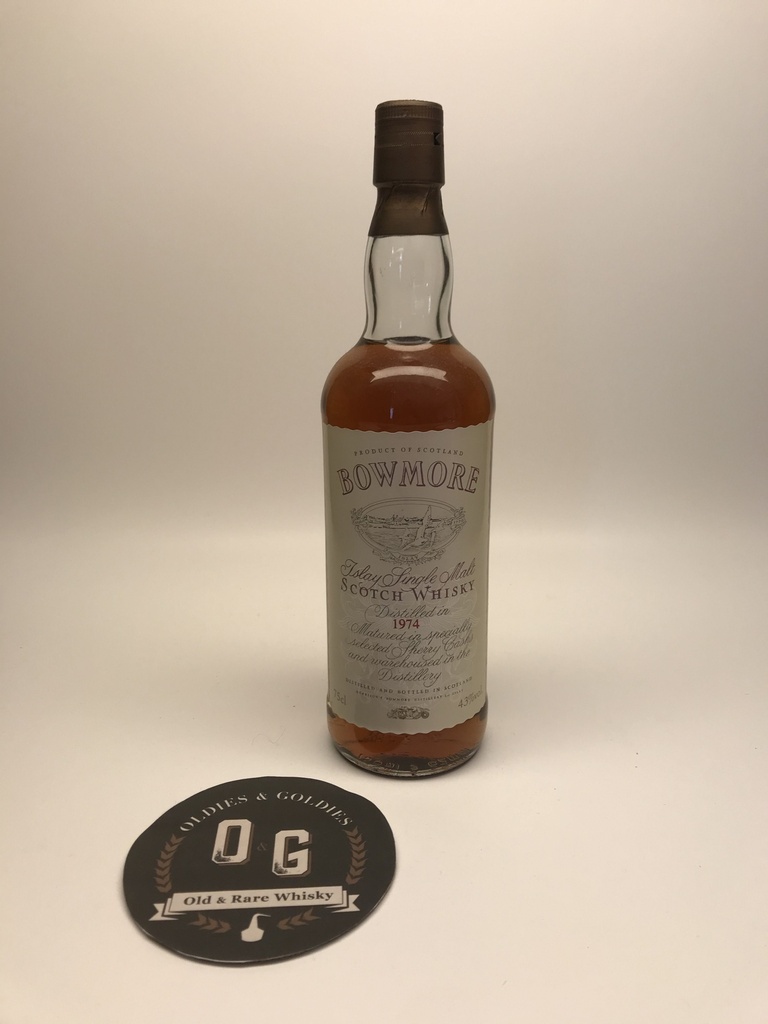 PRODUCT OF SCOTLAND
BOWMORE
Islay Single Malt
SCOTCH WHISKY
Distilled in
1974
Matured in specially
selected Sherry Casks
and warehoused in the
Distillery
DISTILLED AND BOTTLED IN SCOTLAND
75cl
43%
OLDIES & GOLDIES
O & G
Old & Rare Whisky